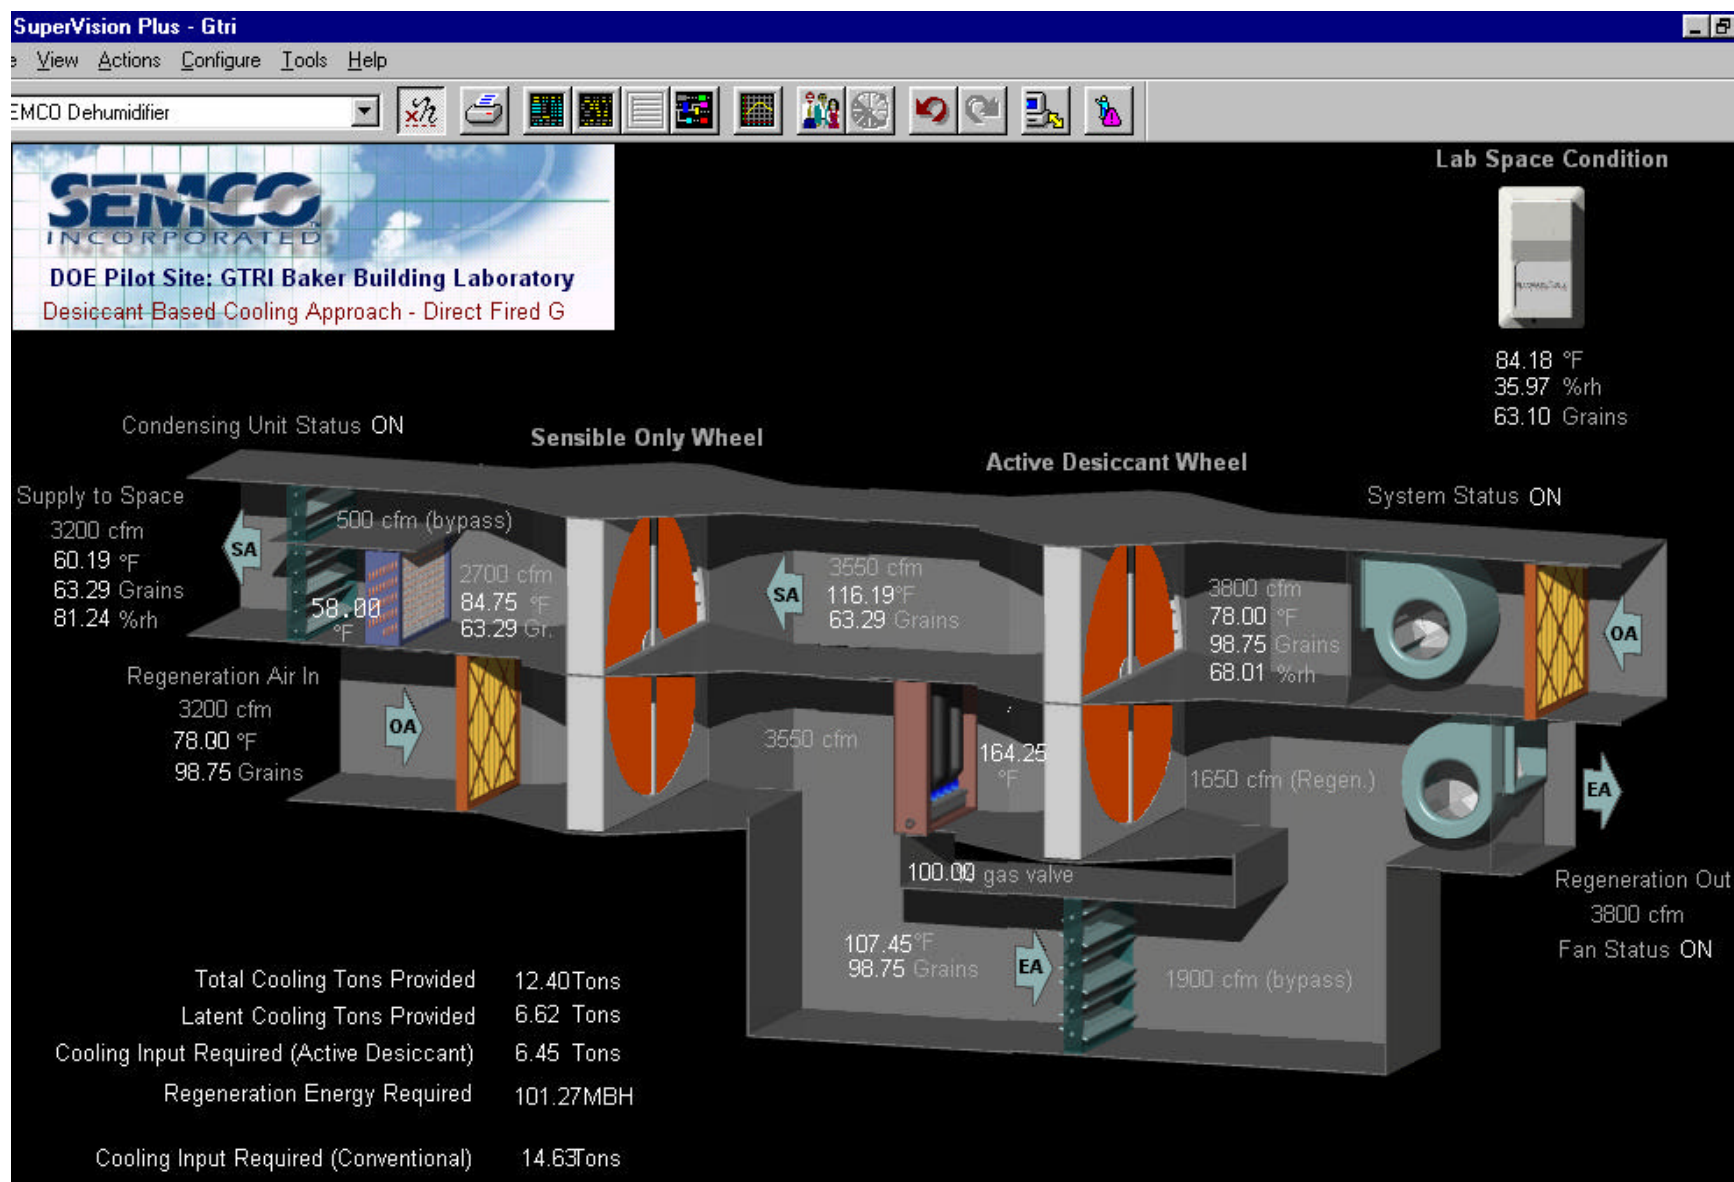 SuperVision Plus - Gtri
View Actions Configure Tools Help
EMCO Dehumidifier
SEMCO
INCORPORATED
DOE Pilot Site: GTRI Baker Building Laboratory
Desiccant Based Cooling Approach - Direct Fired G
Lab Space Condition
84.18 °F
35.97 %rh
63.10 Grains
Condensing Unit Status ON
Sensible Only Wheel
Active Desiccant Wheel
System Status ON
Supply to Space
3200 cfm
60.19 °F
63.29 Grains
81.24 %rh
SA
500 cfm (bypass)
58.00
°F
2700 cfm
84.75 °F
63.29 Gr.
SA
3550 cfm
116.19°F
63.29 Grains
3800 cfm
78.00 °F
98.75 Grains
68.01 %rh
OA
Regeneration Air In
3200 cfm
78.00 °F
98.75 Grains
OA
3550 cfm
164.25
°F
1650 cfm (Regen.)
EA
100.00 gas valve
Regeneration Out
3800 cfm
Fan Status ON
107.45°F
98.75 Grains
EA
1900 cfm (bypass)
Total Cooling Tons Provided 12.40Tons
Latent Cooling Tons Provided 6.62 Tons
Cooling Input Required (Active Desiccant) 6.45 Tons
Regeneration Energy Required 101.27MBH
Cooling Input Required (Conventional) 14.63Tons